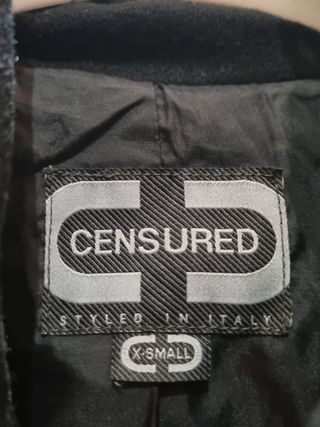 CENSURED
STYLED IN ITALY
X-SMALL